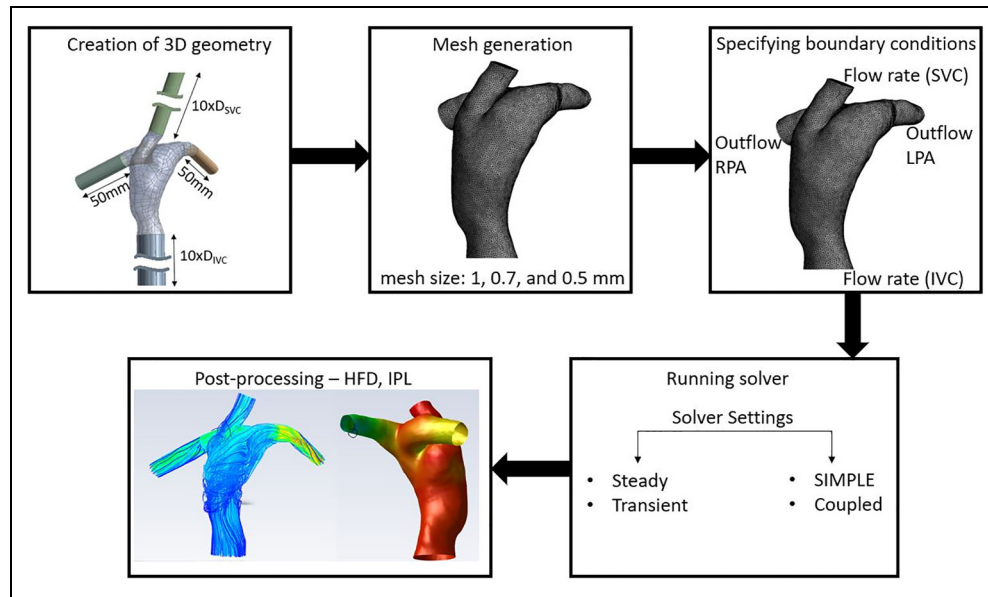 Creation of 3D geometry
10xDSVC
50mm
50mm
10xDIVC
Mesh generation
mesh size: 1, 0.7, and 0.5 mm
Specifying boundary conditions
Flow rate (SVC)
Outflow
RPA
Outflow
LPA
Flow rate (IVC)
Running solver
Solver Settings
• Steady
• Transient
• SIMPLE
• Coupled
Post-processing – HFD, IPL